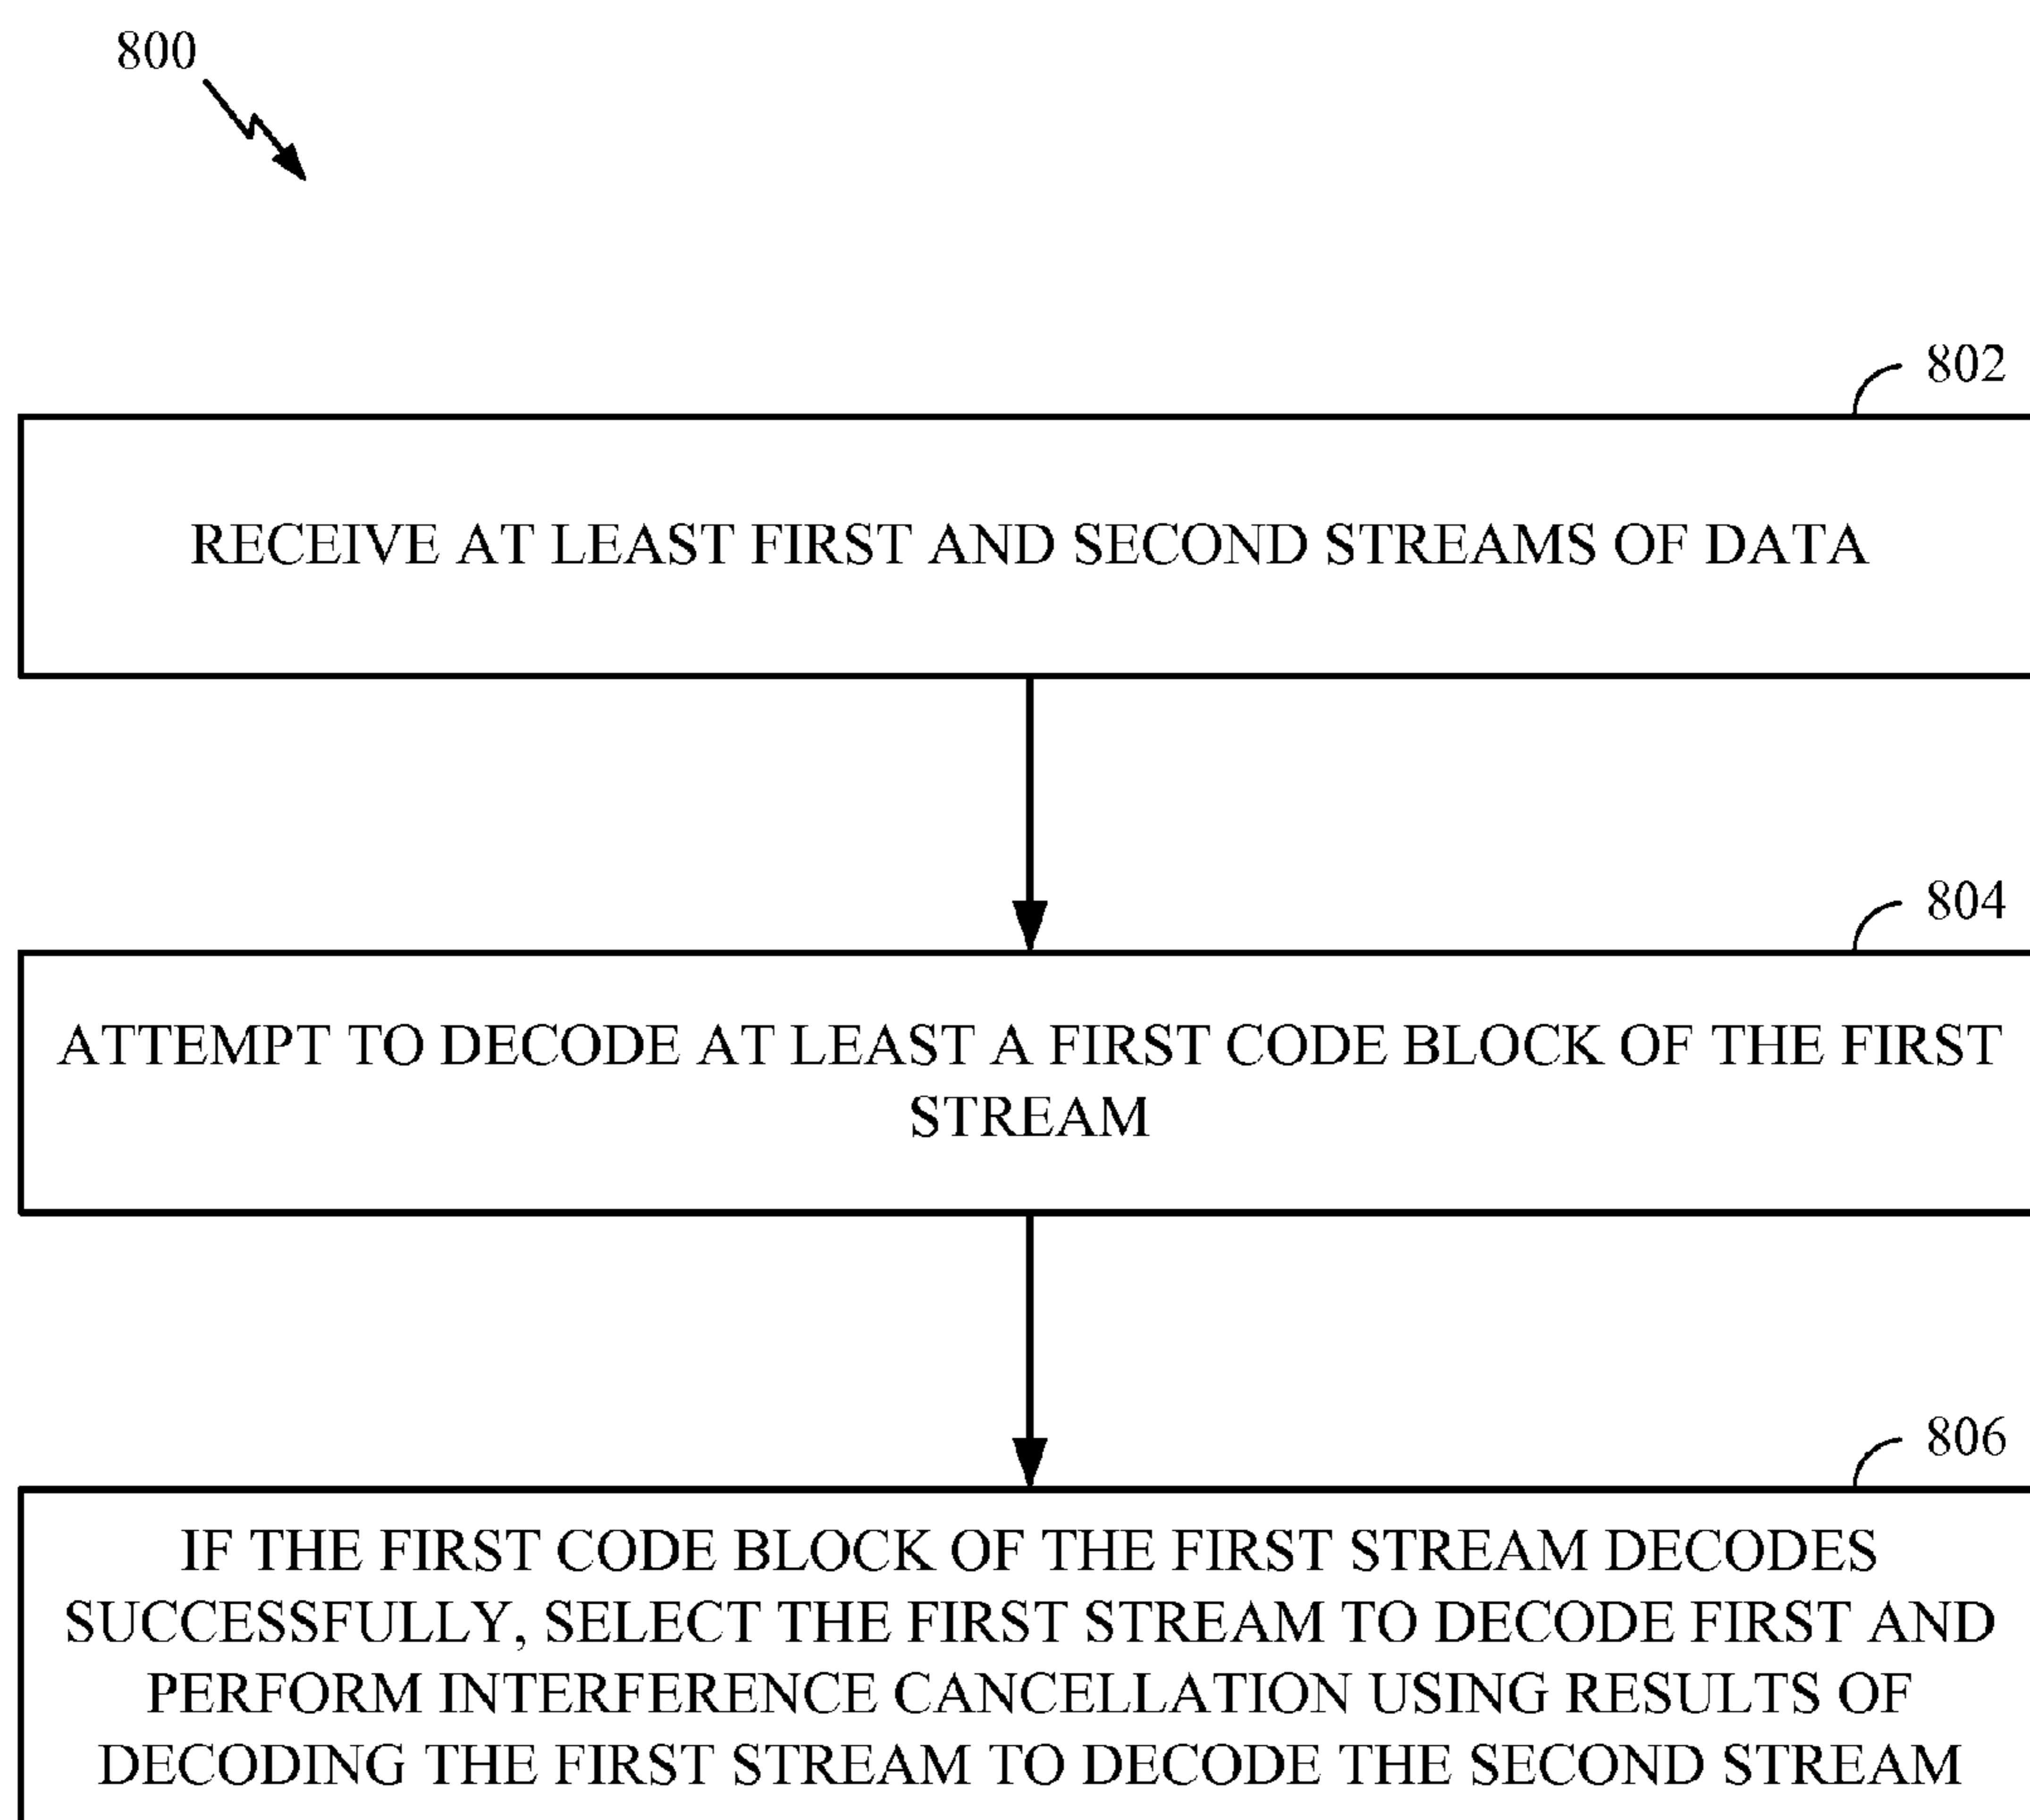 800
802
RECEIVE AT LEAST FIRST AND SECOND STREAMS OF DATA
804
ATTEMPT TO DECODE AT LEAST A FIRST CODE BLOCK OF THE FIRST
STREAM
806
IF THE FIRST CODE BLOCK OF THE FIRST STREAM DECODES
SUCCESSFULLY, SELECT THE FIRST STREAM TO DECODE FIRST AND
PERFORM INTERFERENCE CANCELLATION USING RESULTS OF
DECODING THE FIRST STREAM TO DECODE THE SECOND STREAM